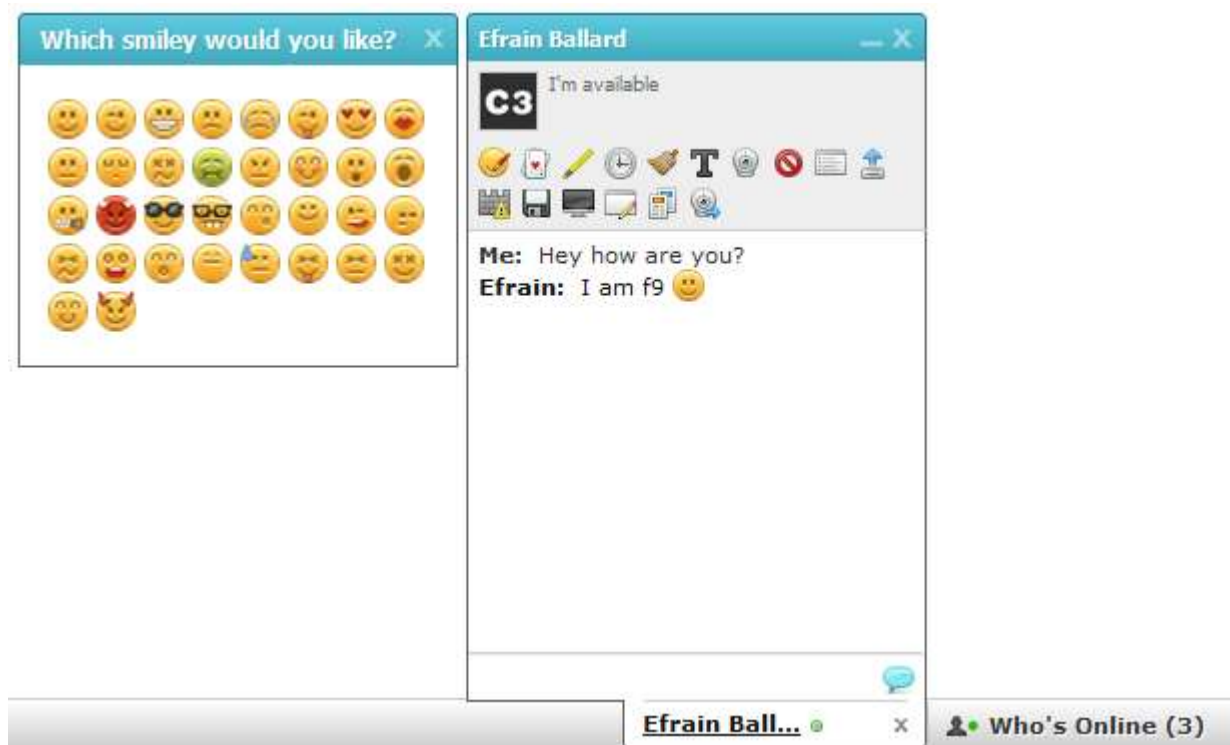 Which smiley would you like? X
Efrain Ballard
C3
I'm available
Me: Hey how are you?
Efrain: I am f9
Efrain Ball...
Who's Online (3)